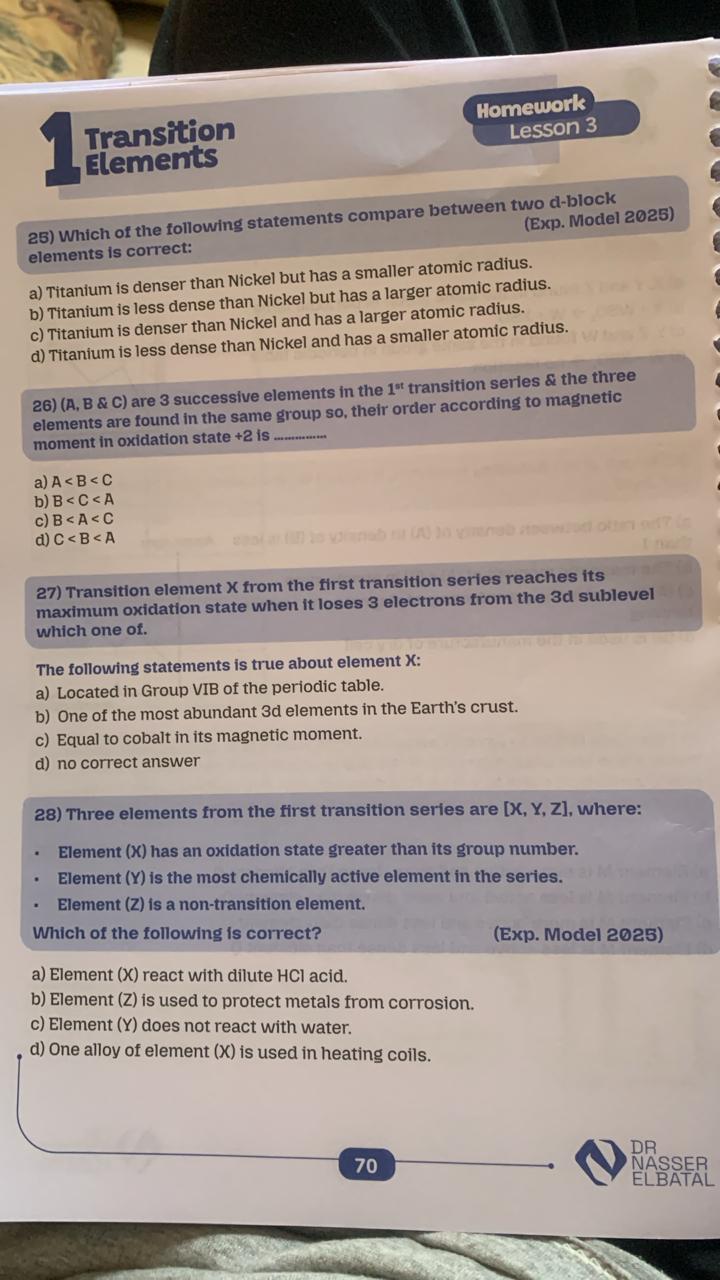 1 Transition
Elements
Homework
Lesson 3
25) Which of the following statements compare between two d-block
elements is correct: (Exp. Model 2025)
a) Titanium is denser than Nickel but has a smaller atomic radius.
b) Titanium is less dense than Nickel but has a larger atomic radius.
c) Titanium is denser than Nickel and has a larger atomic radius.
d) Titanium is less dense than Nickel and has a smaller atomic radius.
26) (A, B & C) are 3 successive elements in the 1st transition series & the three
elements are found in the same group so, their order according to magnetic
moment in oxidation state +2 is ..............
a) A < B < C
b) B < C < A
c) B < A < C
d) C < B < A
27) Transition element X from the first transition series reaches its
maximum oxidation state when it loses 3 electrons from the 3d sublevel
which one of.
The following statements is true about element X:
a) Located in Group VIB of the periodic table.
b) One of the most abundant 3d elements in the Earth's crust.
c) Equal to cobalt in its magnetic moment.
d) no correct answer
28) Three elements from the first transition series are [X, Y, Z], where:
• Element (X) has an oxidation state greater than its group number.
• Element (Y) is the most chemically active element in the series.
• Element (Z) is a non-transition element.
Which of the following is correct? (Exp. Model 2025)
a) Element (X) react with dilute HCl acid.
b) Element (Z) is used to protect metals from corrosion.
c) Element (Y) does not react with water.
d) One alloy of element (X) is used in heating coils.
70
DR
NASSER
ELBATAL